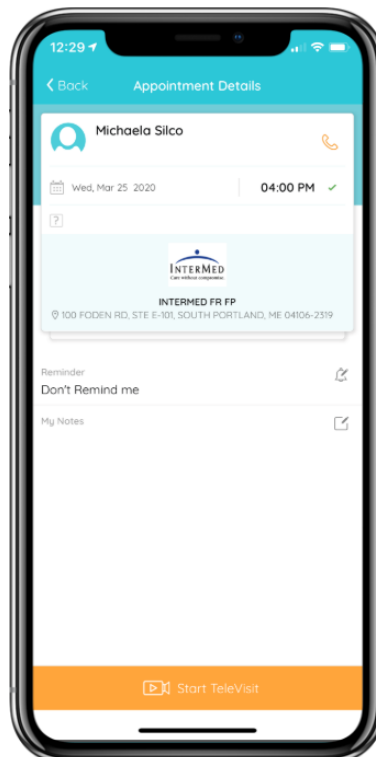 12:29
Back Appointment Details
Michaela Silco
Wed, Mar 25 2020 04:00 PM
?
INTERMED
Care without compromise.
INTERMED FR FP
100 FODEN RD, STE E-101, SOUTH PORTLAND, ME 04106-2319
Reminder
Don't Remind me
My Notes
Start TeleVisit